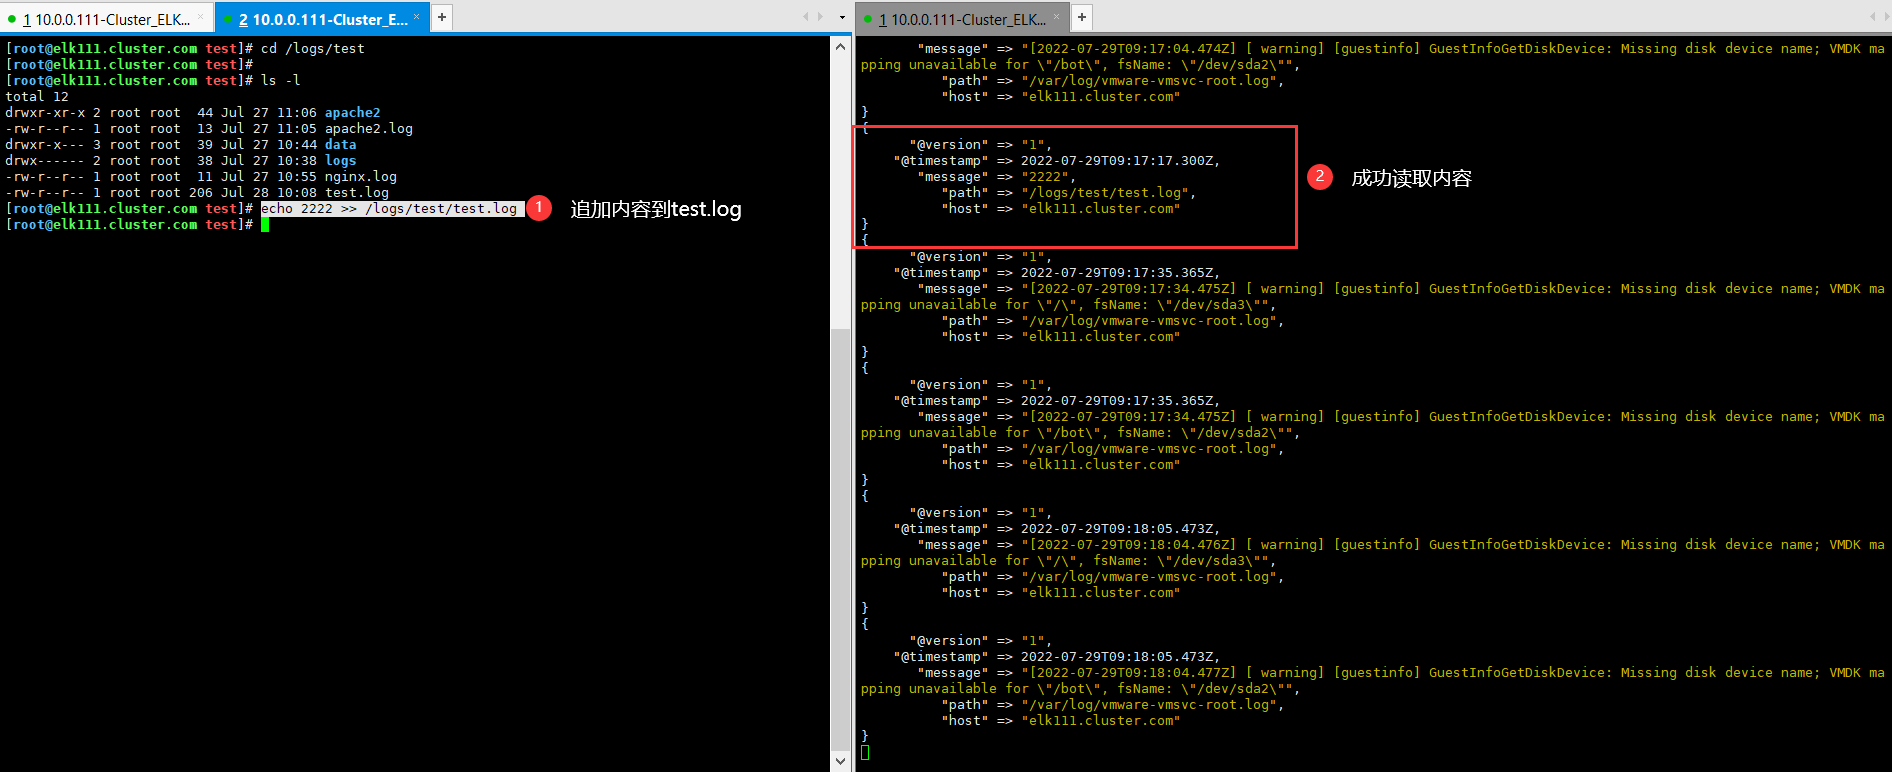 1 10.0.0.111-Cluster_ELK... ×
2 10.0.0.111-Cluster_E... ×
+
[root@elk111.cluster.com test]# cd /logs/test
[root@elk111.cluster.com test]#
[root@elk111.cluster.com test]# ls -l
total 12
drwxr-xr-x 2 root root  44 Jul 27 11:06 apache2
-rw-r--r-- 1 root root  13 Jul 27 11:05 apache2.log
drwxr-x--- 3 root root  39 Jul 27 10:44 data
drwx------ 2 root root  38 Jul 27 10:38 logs
-rw-r--r-- 1 root root  11 Jul 27 10:55 nginx.log
-rw-r--r-- 1 root root 206 Jul 28 10:08 test.log
[root@elk111.cluster.com test]# echo 2222 >> /logs/test/test.log
1 追加内容到test.log
[root@elk111.cluster.com test]#
1 10.0.0.111-Cluster_ELK... ×
+
"message" => "[2022-07-29T09:17:04.474Z] [ warning] [guestinfo] GuestInfoGetDiskDevice: Missing disk device name; VMDK ma
pping unavailable for \"/bot\", fsName: \"/dev/sda2\"",
"path" => "/var/log/vmware-vmsvc-root.log",
"host" => "elk111.cluster.com"
}
{
"@version" => "1",
"@timestamp" => 2022-07-29T09:17:17.300Z,
"message" => "2222",
"path" => "/logs/test/test.log",
"host" => "elk111.cluster.com"
}
2 成功读取内容
{
"@version" => "1",
"@timestamp" => 2022-07-29T09:17:35.365Z,
"message" => "[2022-07-29T09:17:34.475Z] [ warning] [guestinfo] GuestInfoGetDiskDevice: Missing disk device name; VMDK ma
pping unavailable for \"/\", fsName: \"/dev/sda3\"",
"path" => "/var/log/vmware-vmsvc-root.log",
"host" => "elk111.cluster.com"
}
{
"@version" => "1",
"@timestamp" => 2022-07-29T09:17:35.365Z,
"message" => "[2022-07-29T09:17:34.475Z] [ warning] [guestinfo] GuestInfoGetDiskDevice: Missing disk device name; VMDK ma
pping unavailable for \"/bot\", fsName: \"/dev/sda2\"",
"path" => "/var/log/vmware-vmsvc-root.log",
"host" => "elk111.cluster.com"
}
{
"@version" => "1",
"@timestamp" => 2022-07-29T09:18:05.473Z,
"message" => "[2022-07-29T09:18:04.476Z] [ warning] [guestinfo] GuestInfoGetDiskDevice: Missing disk device name; VMDK ma
pping unavailable for \"/\", fsName: \"/dev/sda3\"",
"path" => "/var/log/vmware-vmsvc-root.log",
"host" => "elk111.cluster.com"
}
{
"@version" => "1",
"@timestamp" => 2022-07-29T09:18:05.473Z,
"message" => "[2022-07-29T09:18:04.477Z] [ warning] [guestinfo] GuestInfoGetDiskDevice: Missing disk device name; VMDK ma
pping unavailable for \"/bot\", fsName: \"/dev/sda2\"",
"path" => "/var/log/vmware-vmsvc-root.log",
"host" => "elk111.cluster.com"
}